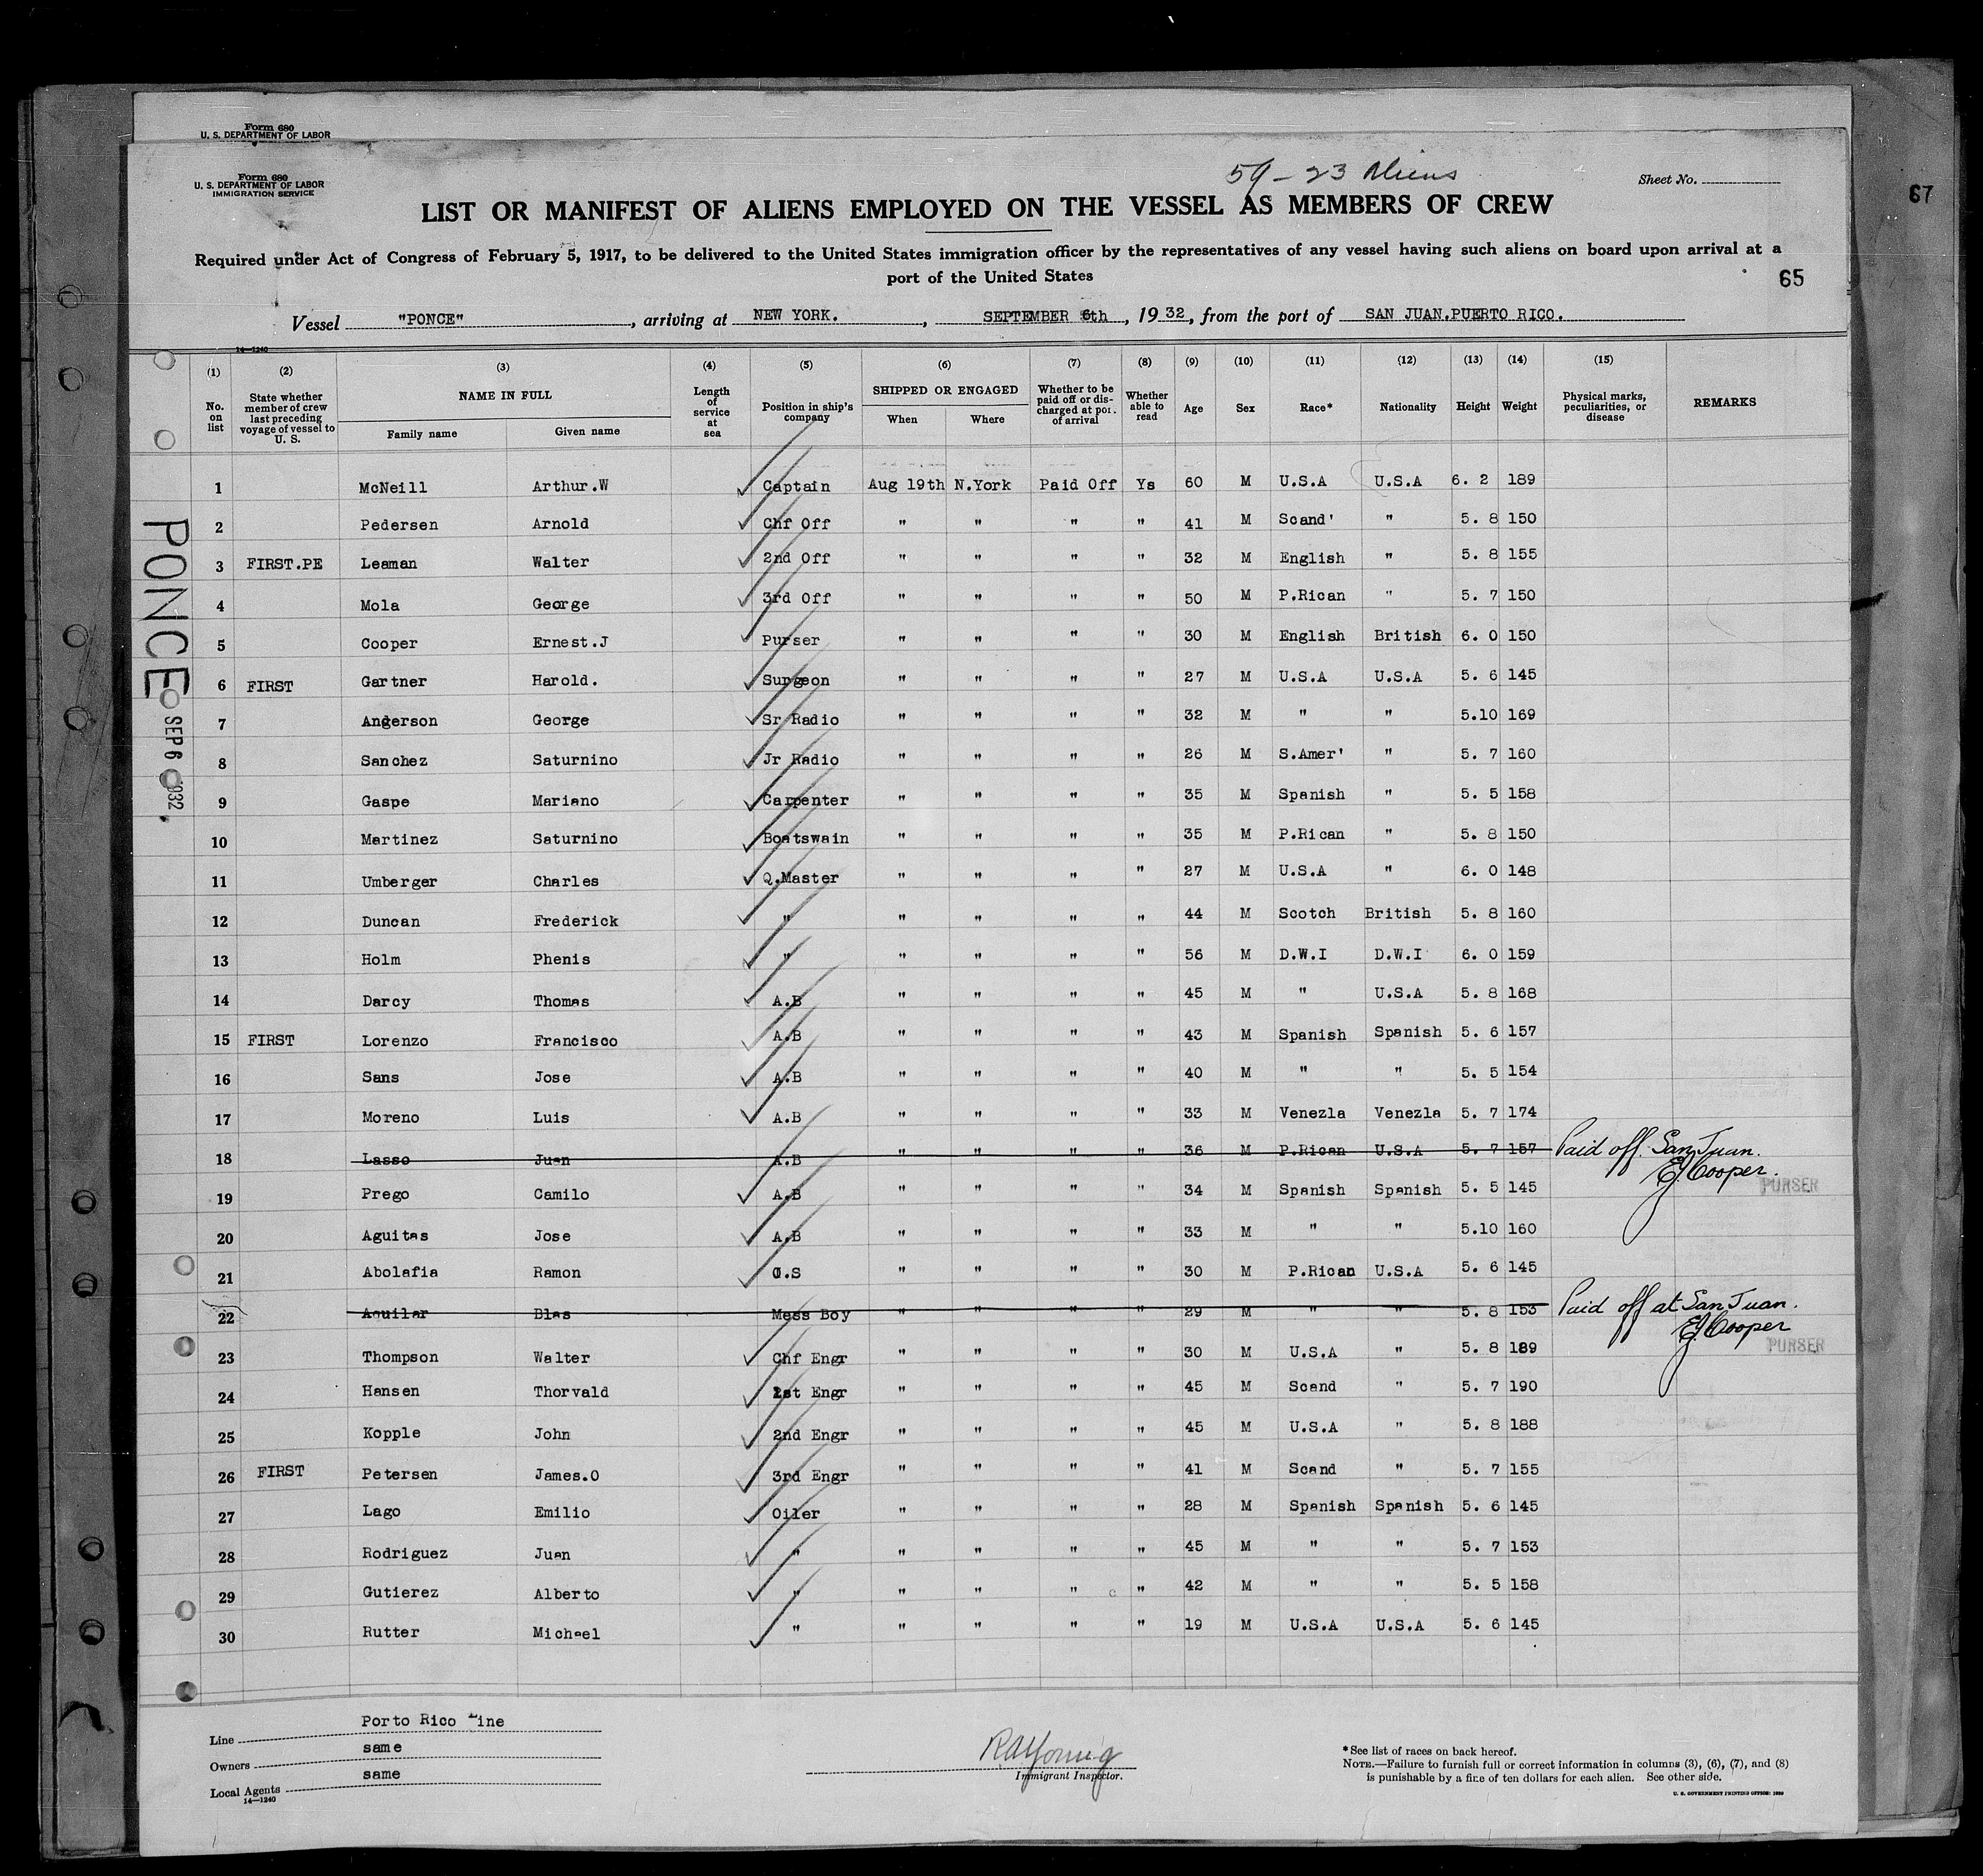 Form 680
U. S. DEPARTMENT OF LABOR
Form 680
U. S. DEPARTMENT OF LABOR
IMMIGRATION SERVICE
59 - 23 Aliens
Sheet No.
67
LIST OR MANIFEST OF ALIENS EMPLOYED ON THE VESSEL AS MEMBERS OF CREW
Required under Act of Congress of February 5, 1917, to be delivered to the United States immigration officer by the representatives of any vessel having such aliens on board upon arrival at a
port of the United States
65
Vessel "PONCE", arriving at NEW YORK., SEPTEMBER 6th, 1932, from the port of SAN JUAN.PUERTO RICO.
14—1240
(1) (2) (3) (4) (5) (6) (7) (8) (9) (10) (11) (12) (13) (14) (15)
No. on list
State whether member of crew last preceding voyage of vessel to U. S.
NAME IN FULL
Family name Given name
Length of service at sea
Position in ship's company
SHIPPED OR ENGAGED
When Where
Whether to be paid off or discharged at port of arrival
Whether able to read
Age Sex Race* Nationality Height Weight
Physical marks, peculiarities, or disease
REMARKS
1 McNeill Arthur.W Captain Aug 19th N.York Paid Off Ys 60 M U.S.A U.S.A 6. 2 189
2 Pedersen Arnold Chf Off " " " " 41 M Scand' " 5. 8 150
3 FIRST.PE Leaman Walter 2nd Off " " " " 32 M English " 5. 8 155
4 Mola George 3rd Off " " " " 50 M P.Rican " 5. 7 150
5 Cooper Ernest.J Purser " " " " 30 M English British 6. 0 150
6 FIRST Gartner Harold. Surgeon " " " " 27 M U.S.A U.S.A 5. 6 145
7 Anderson George Sr Radio " " " " 32 M " " 5.10 169
8 Sanchez Saturnino Jr Radio " " " " 26 M S.Amer' " 5. 7 160
9 Gaspe Mariano Carpenter " " " " 35 M Spanish " 5. 5 158
10 Martinez Saturnino Boatswain " " " " 35 M P.Rican " 5. 8 150
11 Umberger Charles Q.Master " " " " 27 M U.S.A " 6. 0 148
12 Duncan Frederick " " " " " 44 M Scotch British 5. 8 160
13 Holm Phenis " " " " " 56 M D.W.I D.W.I 6. 0 159
14 Darcy Thomas A.B " " " " 45 M " U.S.A 5. 8 168
15 FIRST Lorenzo Francisco A.B " " " " 43 M Spanish Spanish 5. 6 157
16 Sans Jose A.B " " " " 40 M " " 5. 5 154
17 Moreno Luis A.B " " " " 33 M Venezla Venezla 5. 7 174
18 Lasso Juan A.B " " " " 36 M P.Rican U.S.A 5. 7 157 Paid off. San Juan.
E.J. Cooper.
PURSER
19 Prego Camilo A.B " " " " 34 M Spanish Spanish 5. 5 145
20 Aguitas Jose A.B " " " " 33 M " " 5.10 160
21 Abolafia Ramon O.S " " " " 30 M P.Rican U.S.A 5. 6 145
22 Aguilar Blas Mess Boy " " " " 29 M " " 5. 8 153 Paid off at San Juan.
E.J. Cooper
PURSER
23 Thompson Walter Chf Engr " " " " 30 M U.S.A " 5. 8 189
24 Hansen Thorvald 1st Engr " " " " 45 M Scand " 5. 7 190
25 Kopple John 2nd Engr " " " " 45 M U.S.A " 5. 8 188
26 FIRST Petersen James.O 3rd Engr " " " " 41 M Scand " 5. 7 155
27 Lago Emilio Oiler " " " " 28 M Spanish Spanish 5. 6 145
28 Rodriguez Juan " " " " " 45 M " " 5. 7 153
29 Gutierez Alberto " " " " " 42 M " " 5. 5 158
30 Rutter Michael " " " " " 19 M U.S.A U.S.A 5. 6 145
PONCE
SEP 6 1932
Line Porto Rico Line
Owners same
Local Agents same
14—1240
RA Young
Immigrant Inspector.
*See list of races on back hereof.
NOTE.—Failure to furnish full or correct information in columns (3), (6), (7), and (8)
is punishable by a fine of ten dollars for each alien. See other side.
U. S. GOVERNMENT PRINTING OFFICE: 1929